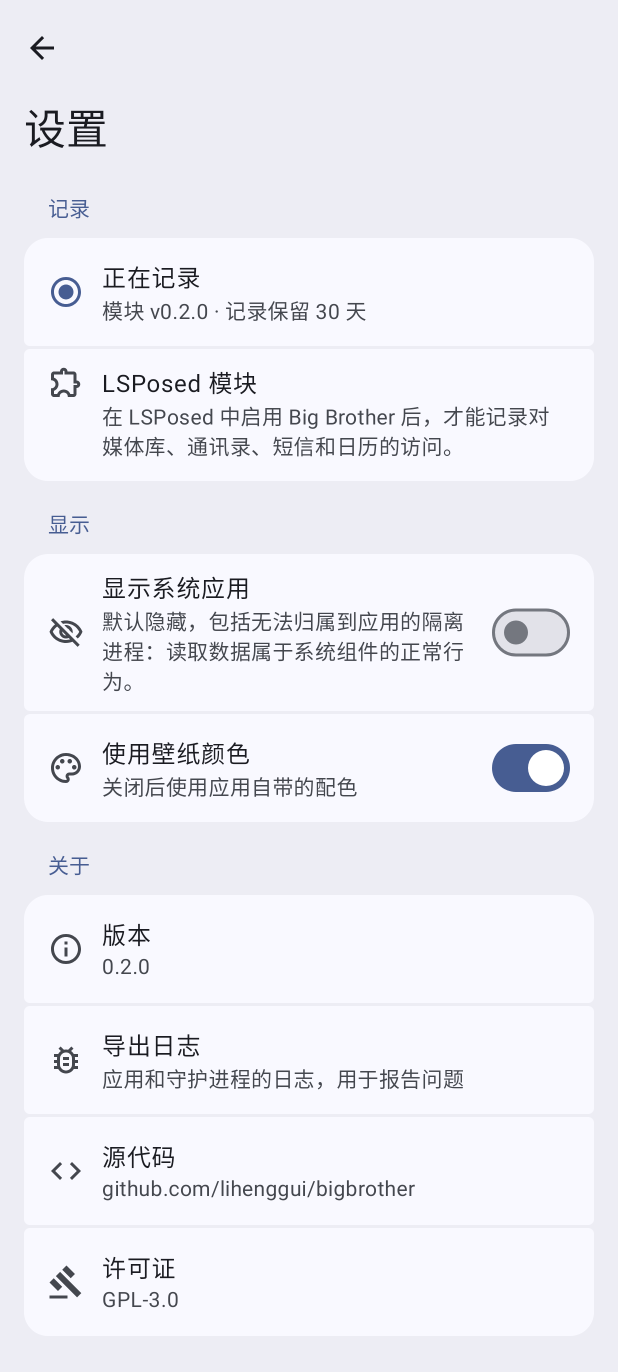 设置
记录
正在记录
模块 v0.2.0 · 记录保留 30 天
LSPosed 模块
在 LSPosed 中启用 Big Brother 后，才能记录对
媒体库、通讯录、短信和日历的访问。
显示
显示系统应用
默认隐藏，包括无法归属到应用的隔离
进程：读取数据属于系统组件的正常行
为。
使用壁纸颜色
关闭后使用应用自带的配色
关于
版本
0.2.0
导出日志
应用和守护进程的日志，用于报告问题
源代码
github.com/lihenggui/bigbrother
许可证
GPL-3.0